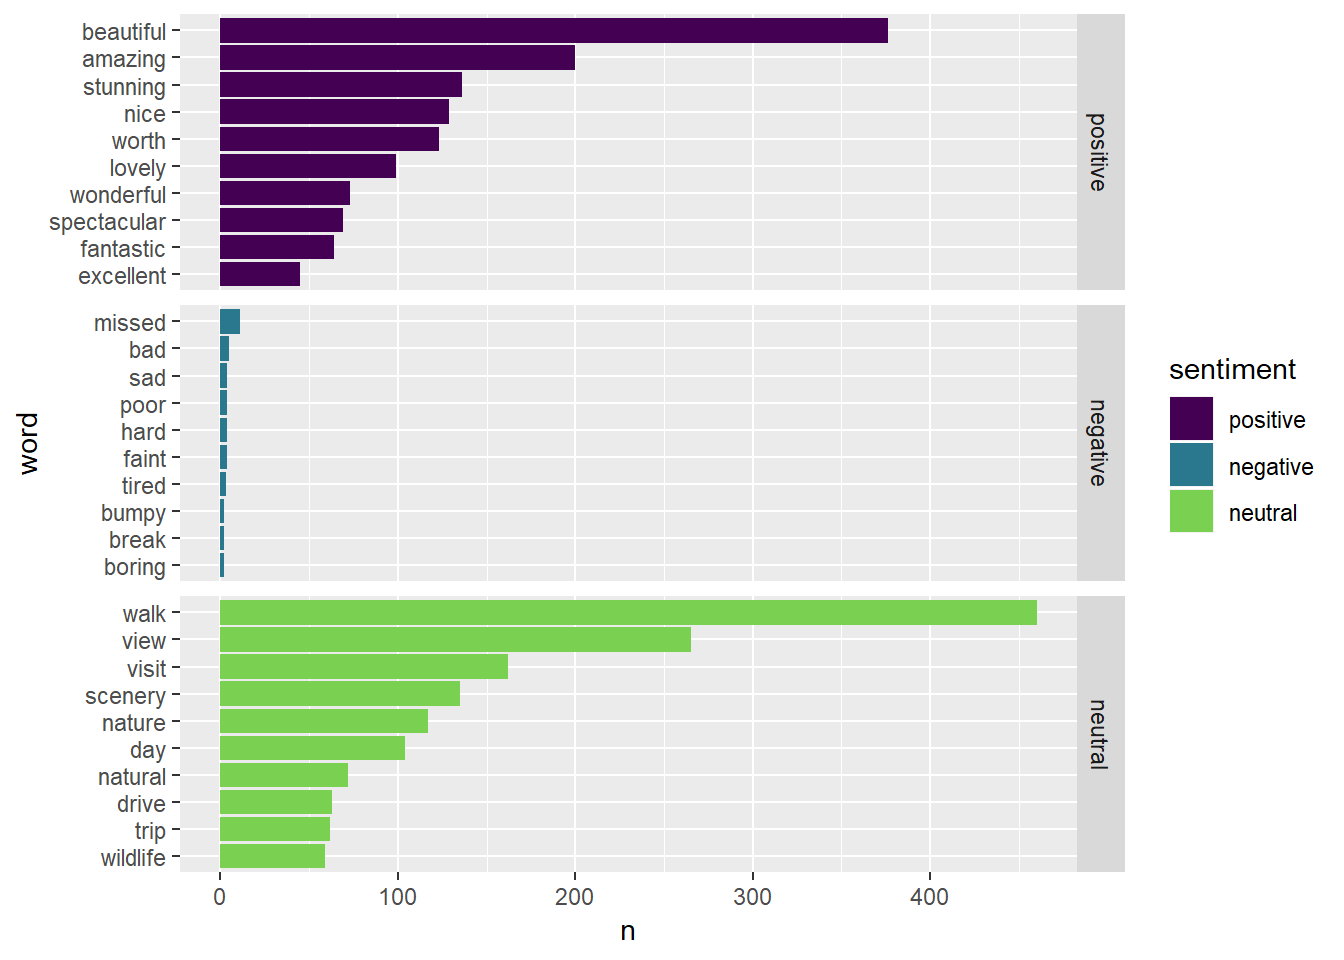 beautiful
amazing
stunning
nice
worth
lovely
wonderful
spectacular
fantastic
excellent
positive
missed
bad
sad
poor
hard
faint
tired
bumpy
break
boring
negative
walk
view
visit
scenery
nature
day
natural
drive
trip
wildlife
neutral
0 100 200 300 400
n
word
sentiment
positive
negative
neutral